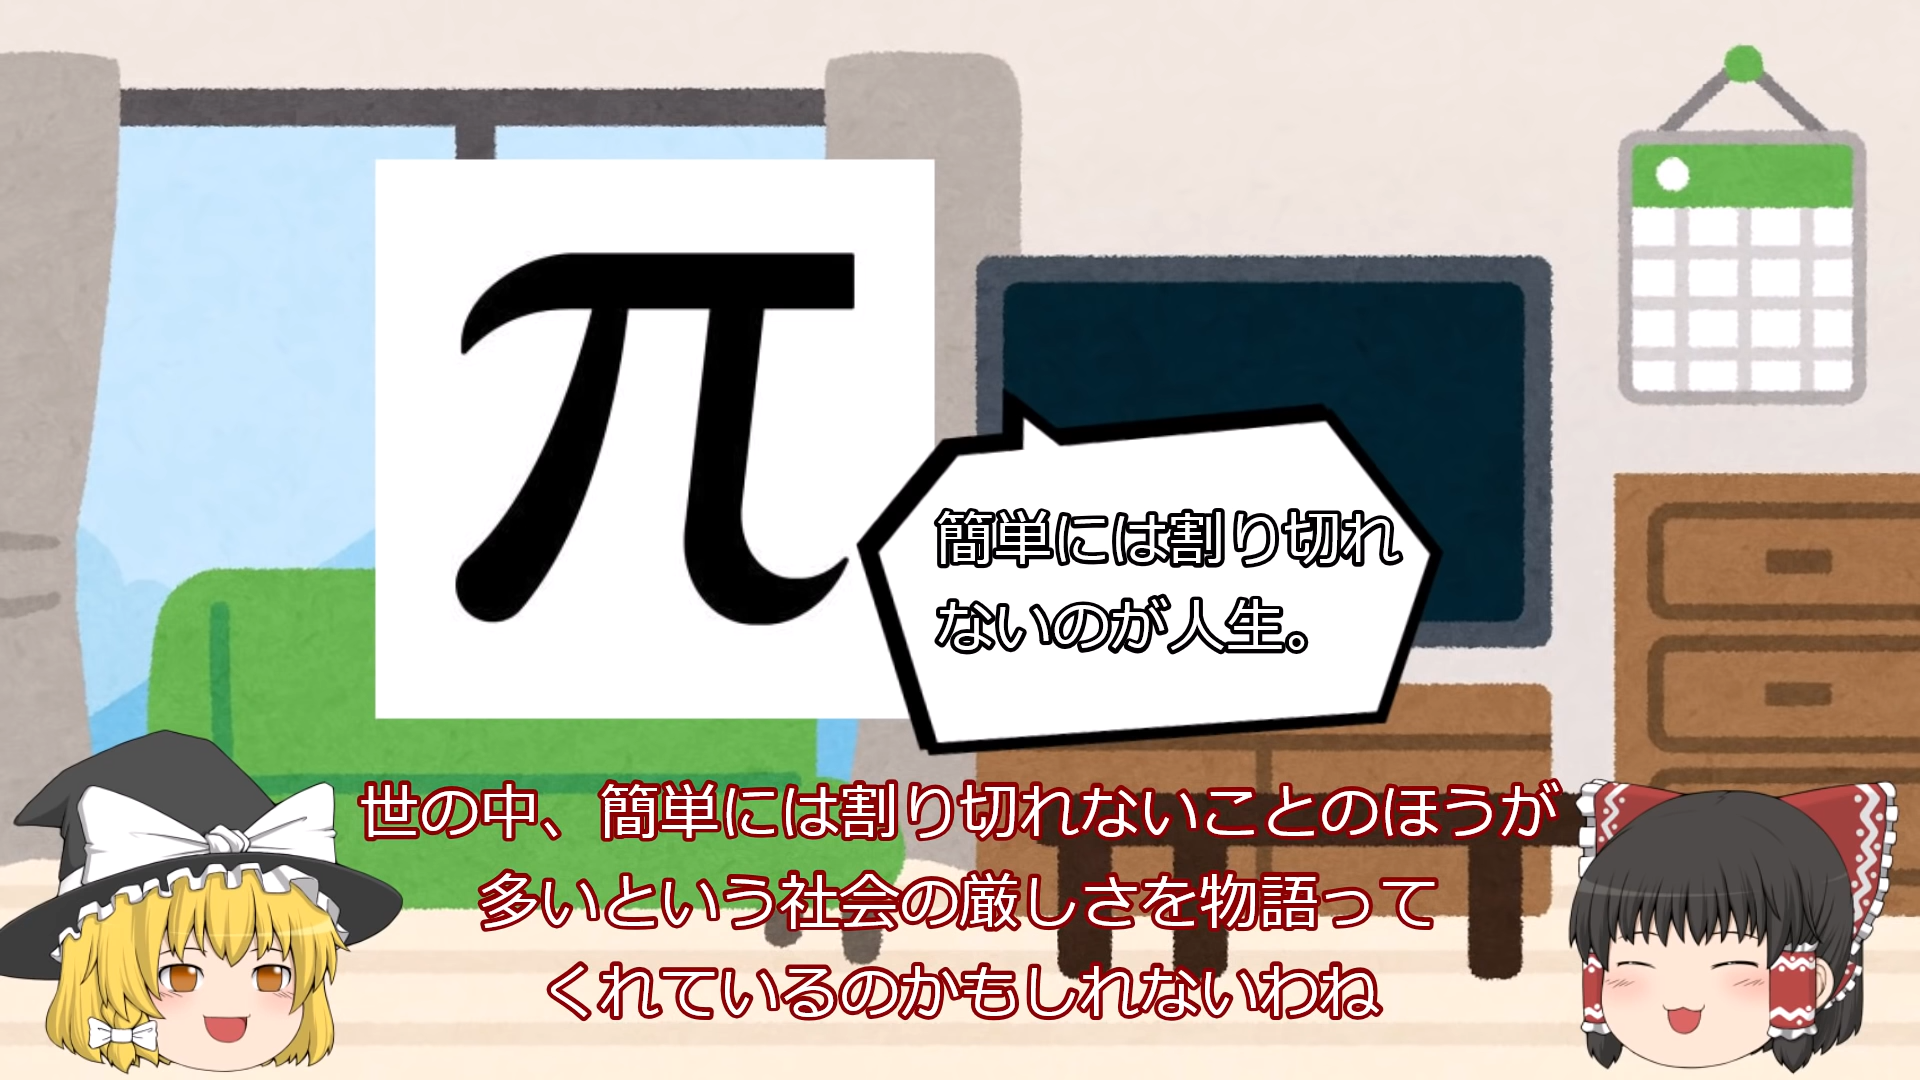 π
簡単には割り切れ
ないのが人生。
世の中、簡単には割り切れないことのほうが
多いという社会の厳しさを物語って
くれているのかもしれないわね